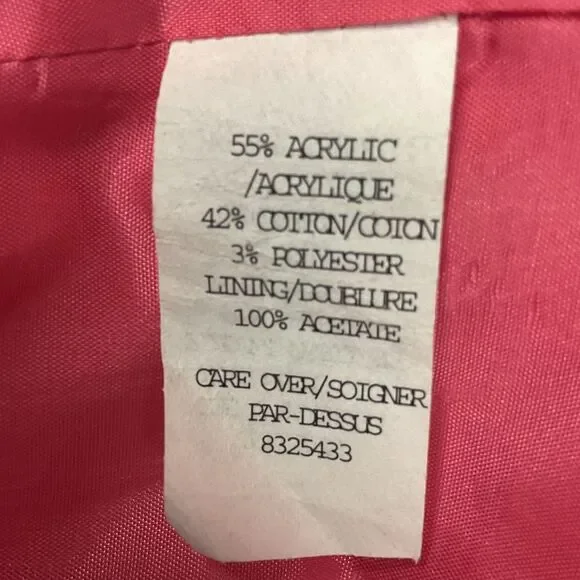 55% ACRYLIC
/ACRYLIQUE
42% COTTON/COTON
3% POLYESTER
LINING/DOUBLURE
100% ACETATE
CARE OVER/SOIGNER
PAR-DESSUS
8325433